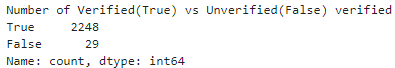 Number of Verified(True) vs Unverified(False) verified
True     2248
False      29
Name: count, dtype: int64